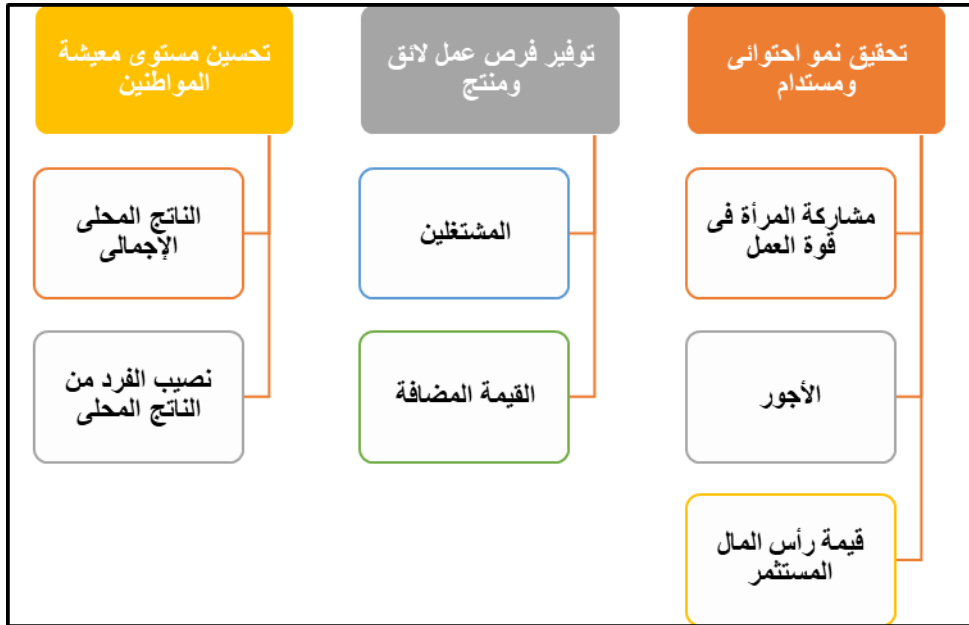 تحقيق نمو احتوائى
ومستدام
مشاركة المرأة فى
قوة العمل
الأجور
قيمة رأس المال
المستثمر
توفير فرص عمل لائق
ومنتج
المشتغلين
القيمة المضافة
تحسين مستوى معيشة
المواطنين
الناتج المحلى
الإجمالى
نصيب الفرد من
الناتج المحلى